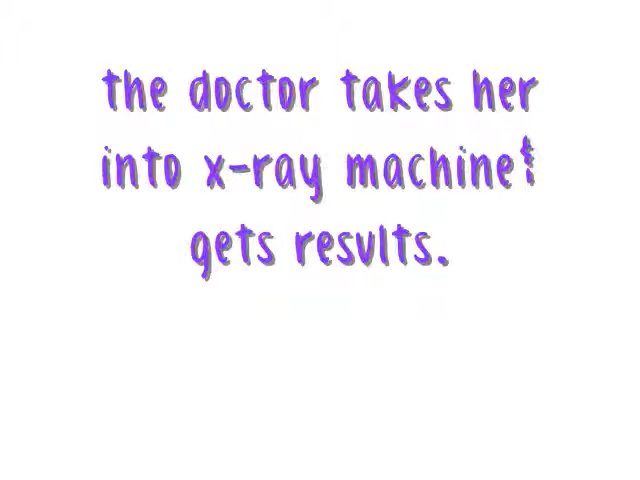 the doctor takes her
into x-ray machine&
gets results.